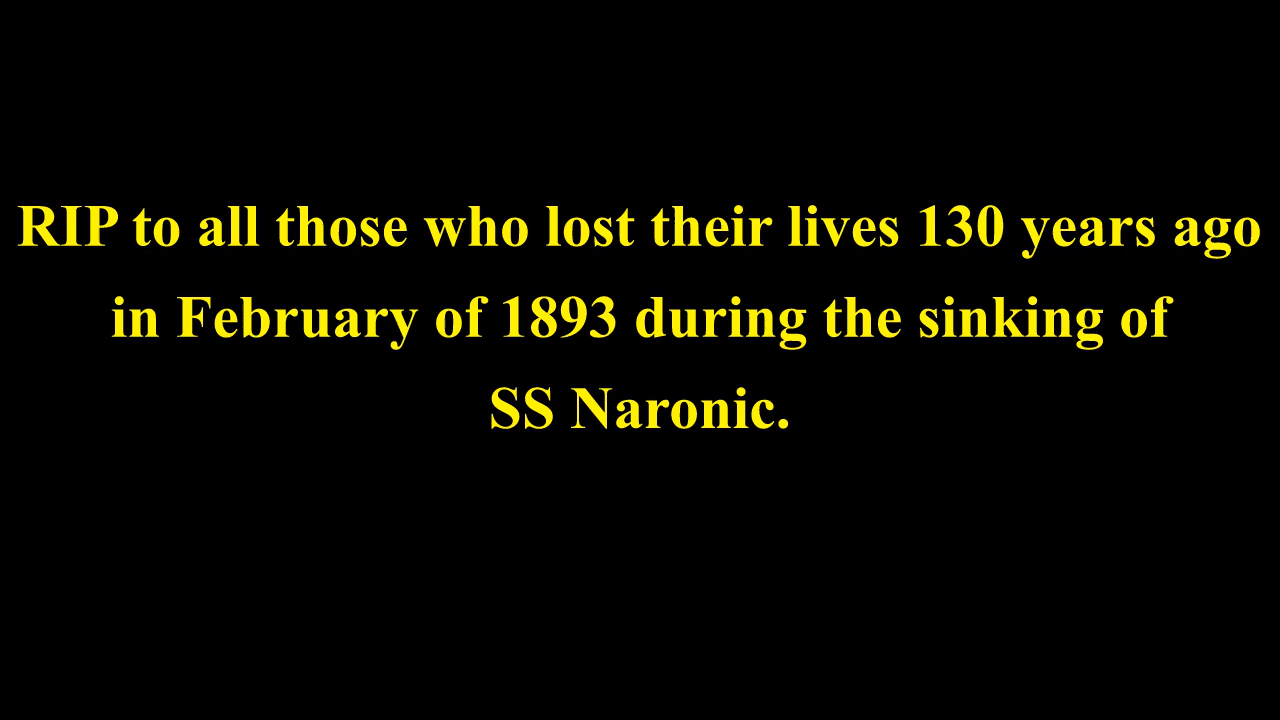 RIP to all those who lost their lives 130 years ago
in February of 1893 during the sinking of
SS Naronic.